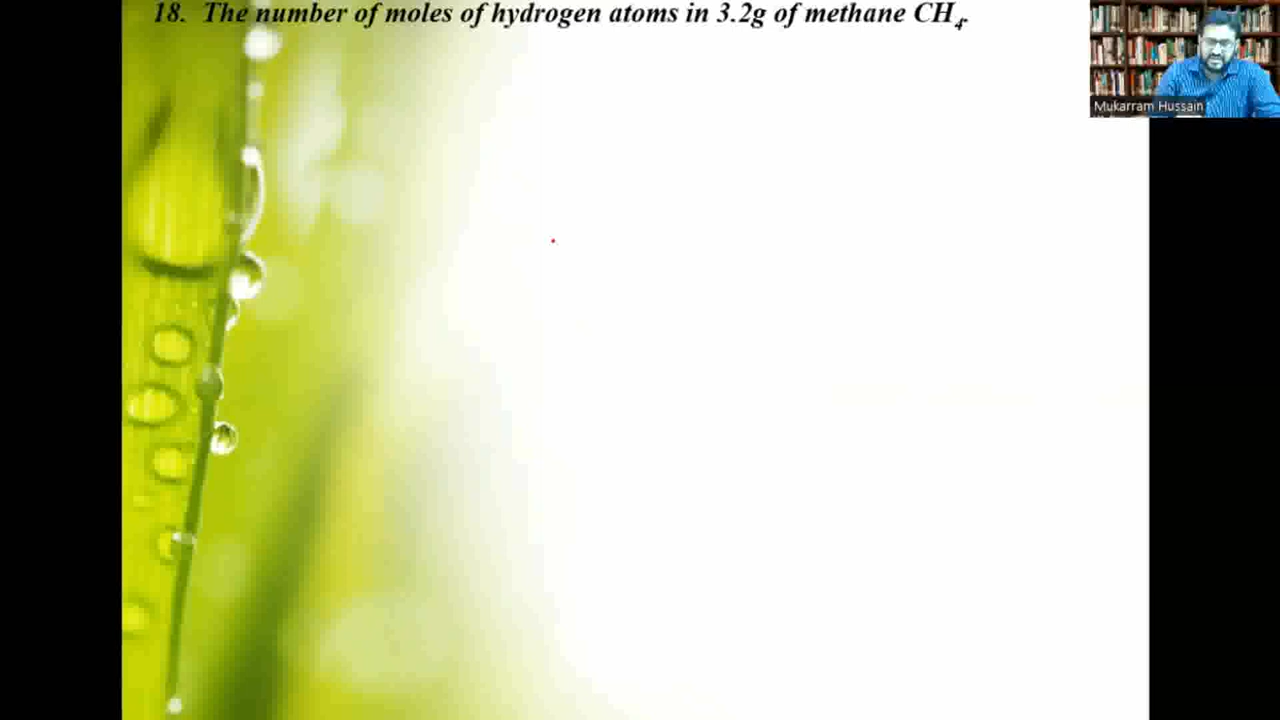 18. The number of moles of hydrogen atoms in 3.2g of methane CH₄.
Mukarram Hussain